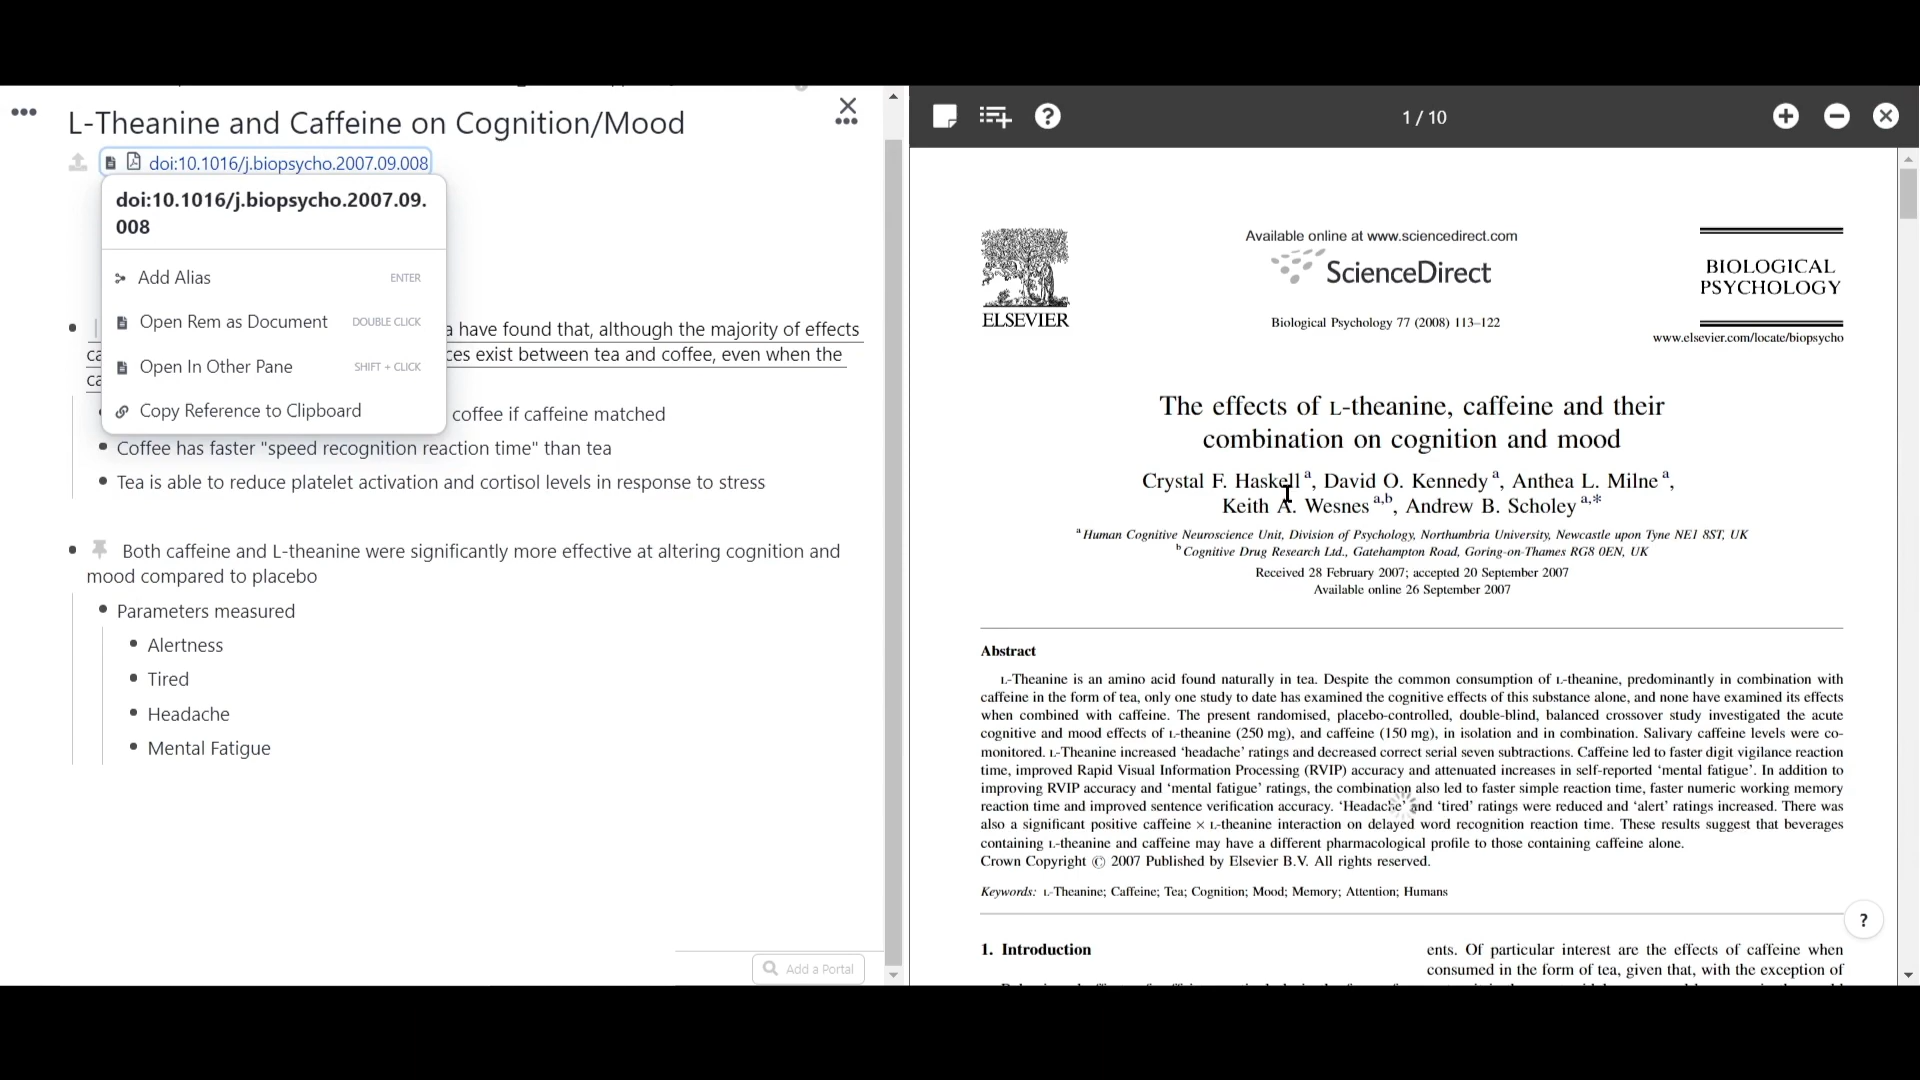 L-Theanine and Caffeine on Cognition/Mood
doi:10.1016/j.biopsycho.2007.09.008
doi:10.1016/j.biopsycho.2007.09.
008
Add Alias ENTER
Open Rem as Document DOUBLE CLICK
Open In Other Pane SHIFT + CLICK
Copy Reference to Clipboard
have found that, although the majority of effects
ca
exist between tea and coffee, even when the
ca
coffee if caffeine matched
Coffee has faster "speed recognition reaction time" than tea
Tea is able to reduce platelet activation and cortisol levels in response to stress
Both caffeine and L-theanine were significantly more effective at altering cognition and
mood compared to placebo
Parameters measured
Alertness
Tired
Headache
Mental Fatigue
Add a Portal
1 / 10
Available online at www.sciencedirect.com
ScienceDirect
ELSEVIER
Biological Psychology 77 (2008) 113–122
BIOLOGICAL
PSYCHOLOGY
www.elsevier.com/locate/biopsycho
The effects of L-theanine, caffeine and their
combination on cognition and mood
Crystal F. Haskell a, David O. Kennedy a, Anthea L. Milne a,
Keith A. Wesnes a,b, Andrew B. Scholey a,*
a Human Cognitive Neuroscience Unit, Division of Psychology, Northumbria University, Newcastle upon Tyne NE1 8ST, UK
b Cognitive Drug Research Ltd., Gatehampton Road, Goring-on-Thames RG8 0EN, UK
Received 28 February 2007; accepted 20 September 2007
Available online 26 September 2007
Abstract
L-Theanine is an amino acid found naturally in tea. Despite the common consumption of L-theanine, predominantly in combination with
caffeine in the form of tea, only one study to date has examined the cognitive effects of this substance alone, and none have examined its effects
when combined with caffeine. The present randomised, placebo-controlled, double-blind, balanced crossover study investigated the acute
cognitive and mood effects of L-theanine (250 mg), and caffeine (150 mg), in isolation and in combination. Salivary caffeine levels were co-
monitored. L-Theanine increased ‘headache’ ratings and decreased correct serial seven subtractions. Caffeine led to faster digit vigilance reaction
time, improved Rapid Visual Information Processing (RVIP) accuracy and attenuated increases in self-reported ‘mental fatigue’. In addition to
improving RVIP accuracy and ‘mental fatigue’ ratings, the combination also led to faster simple reaction time, faster numeric working memory
reaction time and improved sentence verification accuracy. ‘Headache’ and ‘tired’ ratings were reduced and ‘alert’ ratings increased. There was
also a significant positive caffeine × L-theanine interaction on delayed word recognition reaction time. These results suggest that beverages
containing L-theanine and caffeine may have a different pharmacological profile to those containing caffeine alone.
Crown Copyright © 2007 Published by Elsevier B.V. All rights reserved.
Keywords: L-Theanine; Caffeine; Tea; Cognition; Mood; Memory; Attention; Humans
1. Introduction
ents. Of particular interest are the effects of caffeine when
consumed in the form of tea, given that, with the exception of